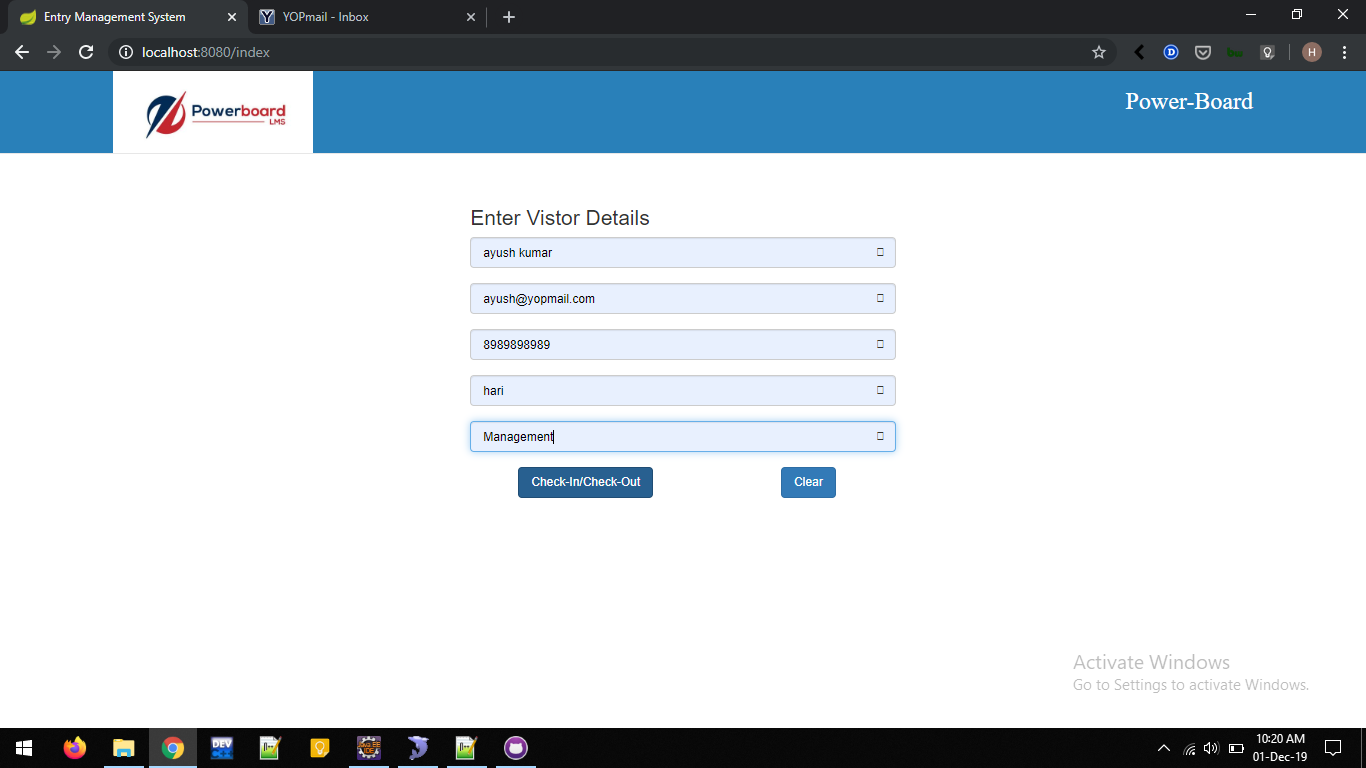 Entry Management System
YOPmail - Inbox
localhost:8080/index
H
Powerboard
LMS
Power-Board
Enter Vistor Details
ayush kumar
ayush@yopmail.com
8989898989
hari
Management
Check-In/Check-Out
Clear
Activate Windows
Go to Settings to activate Windows.
DEV
10:20 AM
01-Dec-19